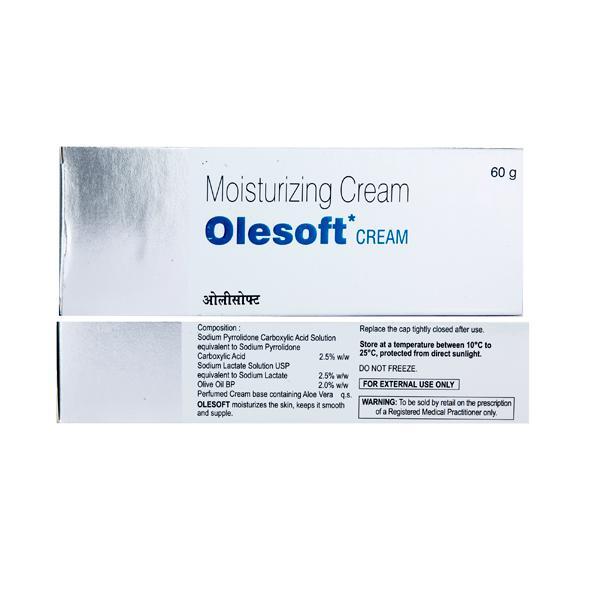 60 g
Moisturizing Cream
Olesoft* CREAM
ओलीसोफ्ट
Composition :
Sodium Pyrrolidone Carboxylic Acid Solution
equivalent to Sodium Pyrrolidone
Carboxylic Acid 2.5% w/w
Sodium Lactate Solution USP
equivalent to Sodium Lactate 2.5% w/w
Olive Oil BP 2.0% w/w
Perfumed Cream base containing Aloe Vera q.s.
OLESOFT moisturizes the skin, keeps it smooth
and supple.
Replace the cap tightly closed after use.
Store at a temperature between 10°C to
25°C, protected from direct sunlight.
DO NOT FREEZE.
FOR EXTERNAL USE ONLY
WARNING: To be sold by retail on the prescription
of a Registered Medical Practitioner only.